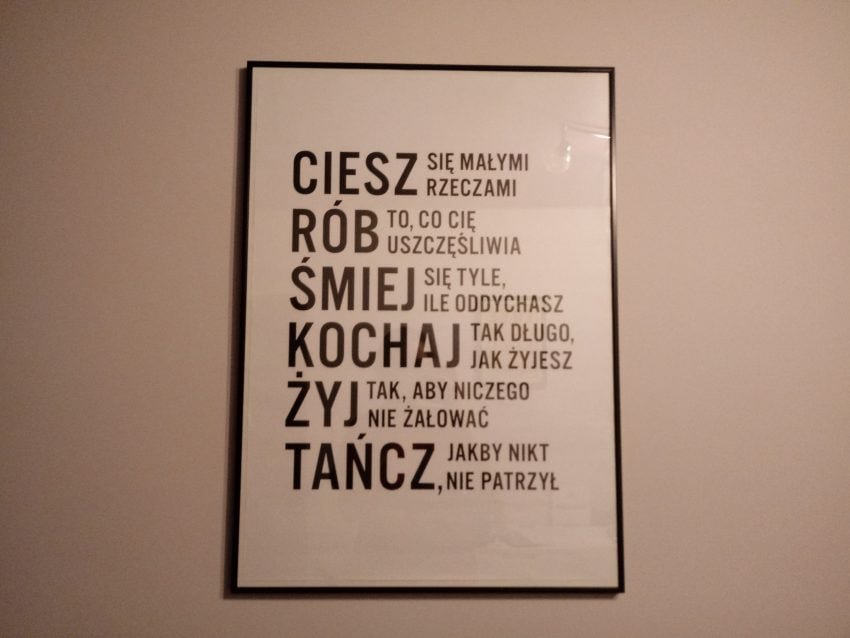 CIESZ SIĘ MAŁYMI
RZECZAMI
RÓB TO, CO CIĘ
USZCZĘŚLIWIA
ŚMIEJ SIĘ TYLE,
ILE ODDYCHASZ
KOCHAJ TAK DŁUGO,
JAK ŻYJESZ
ŻYJ TAK, ABY NICZEGO
NIE ŻAŁOWAĆ
TAŃCZ, JAKBY NIKT
NIE PATRZYŁ